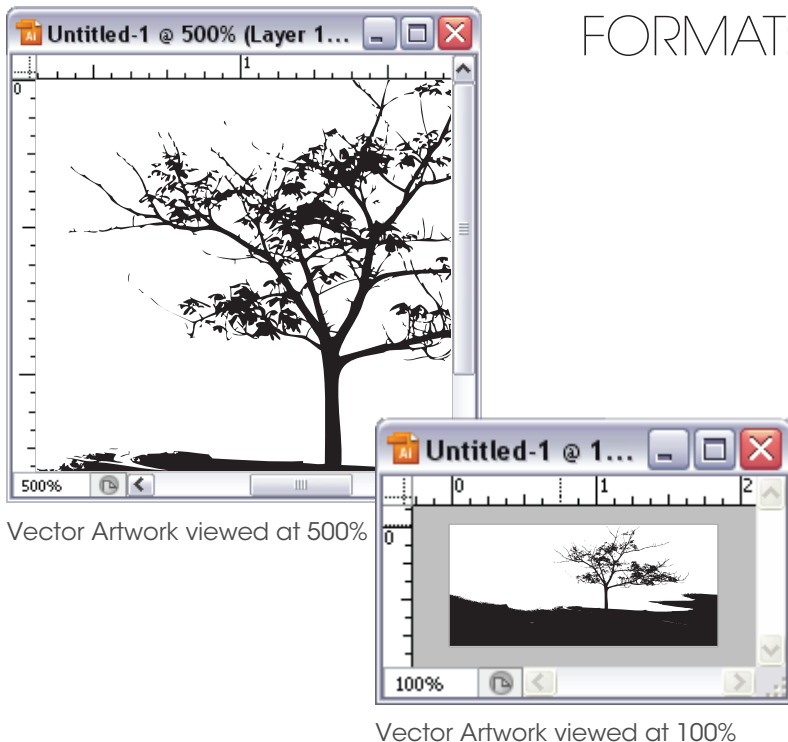 Untitled-1 @ 500% (Layer 1...
FORMAT
1
0
500%
Vector Artwork viewed at 500%
Untitled-1 @ 1...
0 1 2
0
100%
Vector Artwork viewed at 100%